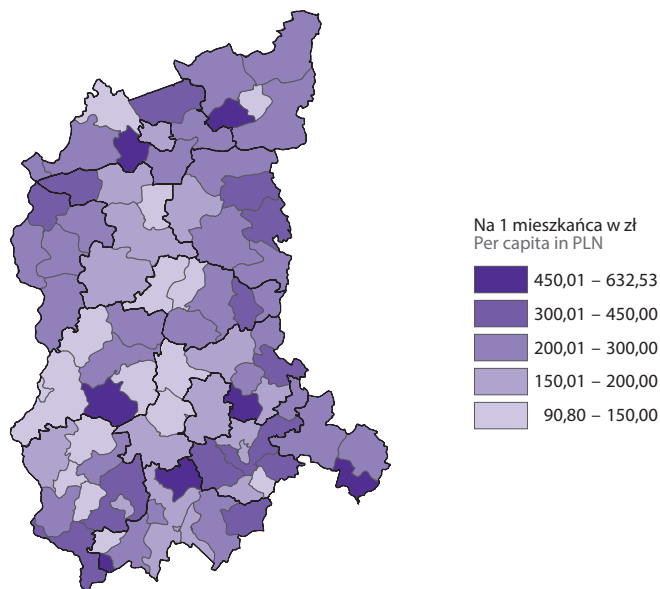 Na 1 mieszkańca w zł
Per capita in PLN
450,01 – 632,53
300,01 – 450,00
200,01 – 300,00
150,01 – 200,00
90,80 – 150,00